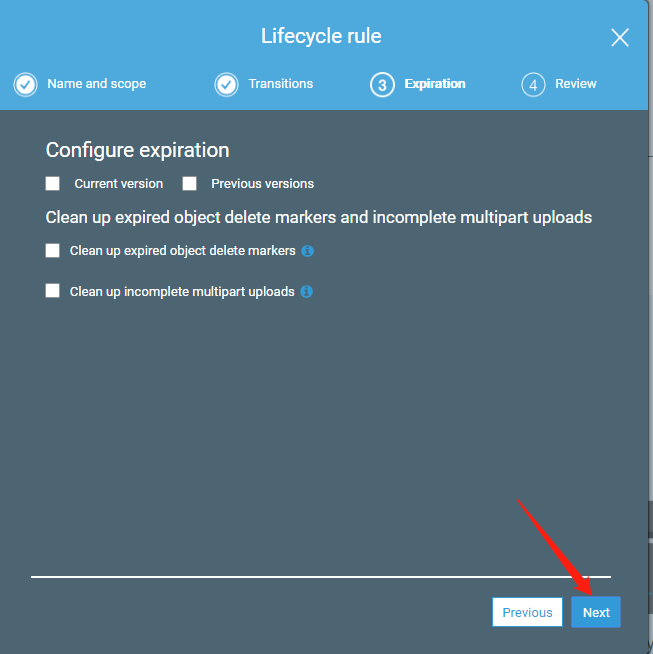 Lifecycle rule
Name and scope
Transitions
3 Expiration
4 Review
Configure expiration
Current version
Previous versions
Clean up expired object delete markers and incomplete multipart uploads
Clean up expired object delete markers
Clean up incomplete multipart uploads
Previous
Next